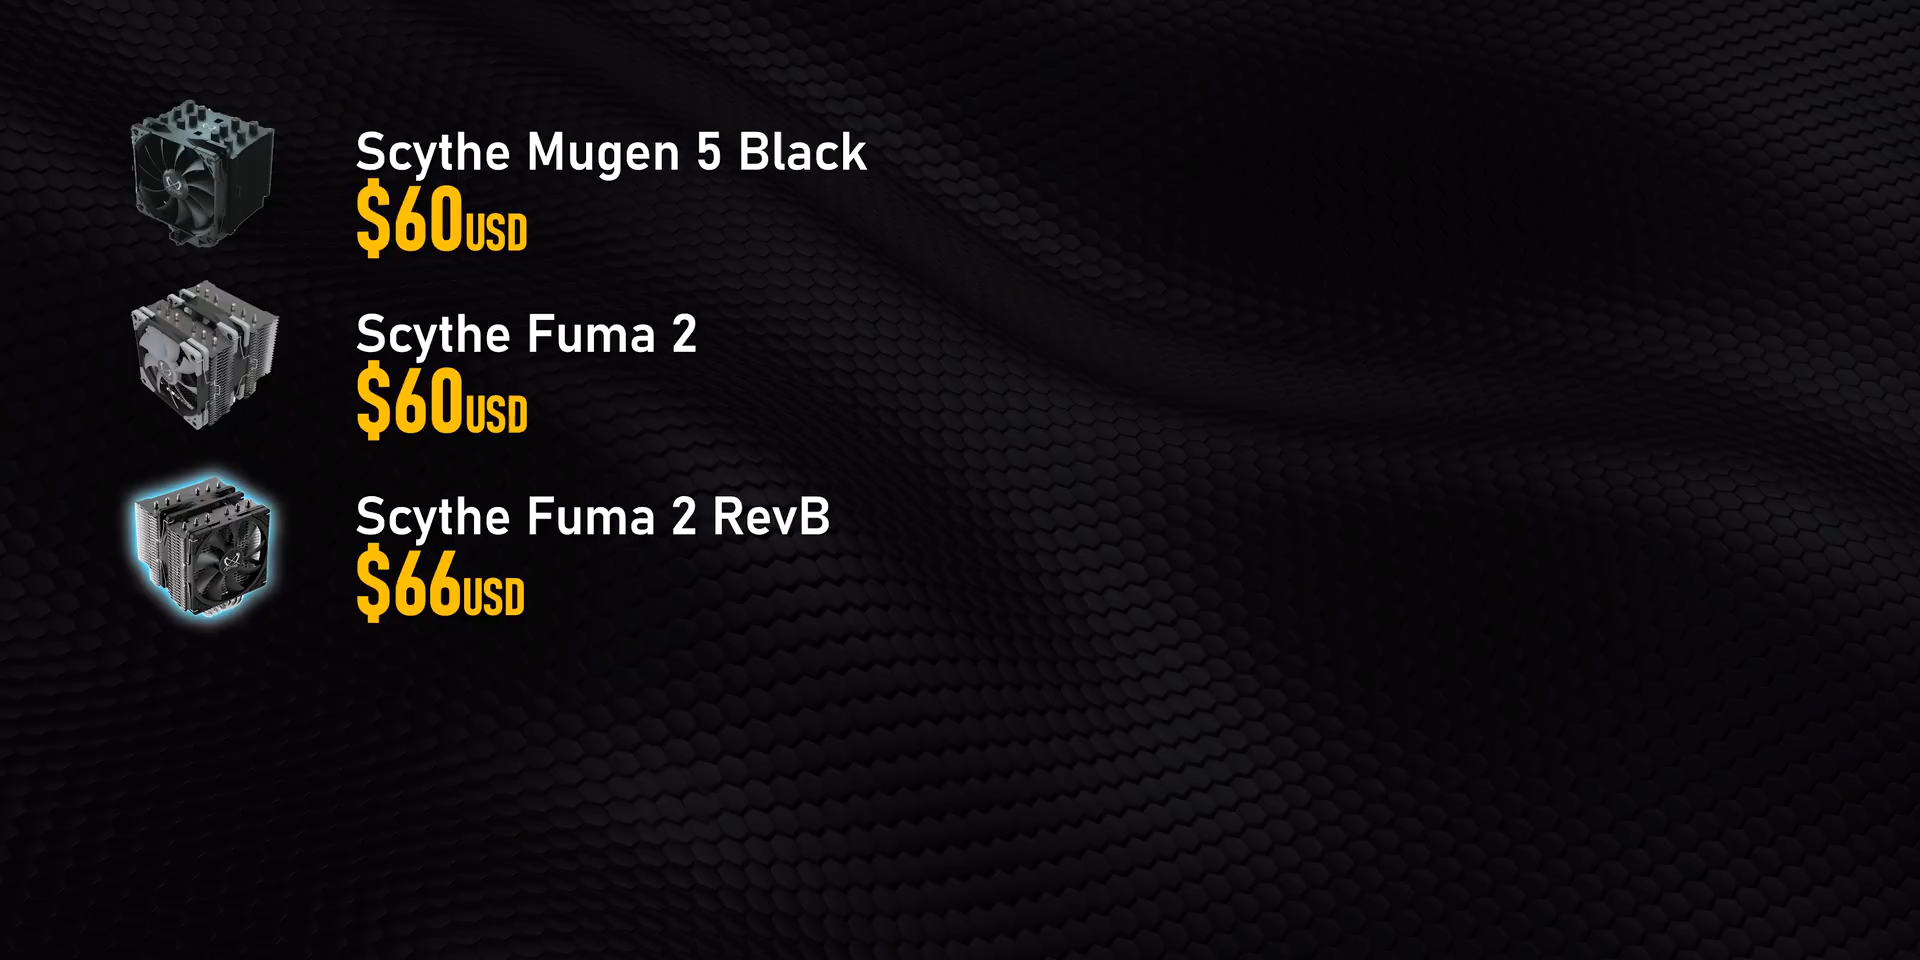 Scythe Mugen 5 Black
$60USD
Scythe Fuma 2
$60USD
Scythe Fuma 2 RevB
$66USD